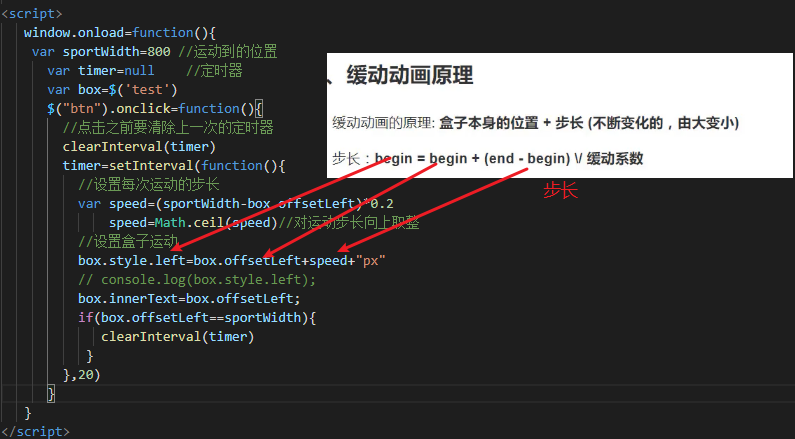 <script>
window.onload=function(){
var sportWidth=800 //运动到的位置
var timer=null //定时器
var box=$('test')
$("btn").onclick=function(){
//点击之前要清除上一次的定时器
clearInterval(timer)
timer=setInterval(function(){
//设置每次运动的步长
var speed=(sportWidth-box.offsetLeft)*0.2
speed=Math.ceil(speed)//对运动步长向上取整
//设置盒子运动
box.style.left=box.offsetLeft+speed+"px"
// console.log(box.style.left);
box.innerText=box.offsetLeft;
if(box.offsetLeft==sportWidth){
clearInterval(timer)
}
},20)
}
}
</script>
、缓动动画原理
缓动动画的原理: 盒子本身的位置 + 步长 (不断变化的，由大变小)
步长：begin = begin + (end - begin) \/ 缓动系数
步长